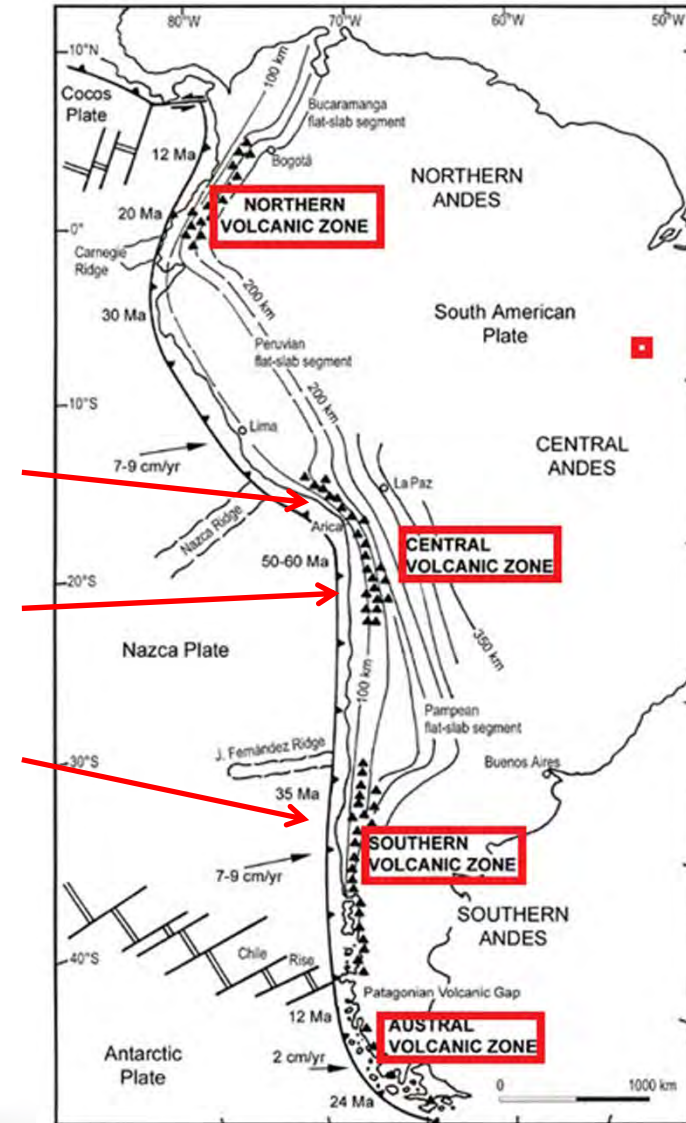 80°W
70°W
60°W
50°W
10°N
Cocos
Plate
100 km
Bucaramanga
flat-slab segment
12 Ma
Bogotá
NORTHERN
ANDES
NORTHERN
VOLCANIC ZONE
20 Ma
0°
Carnegie
Ridge
30 Ma
200 km
South American
Plate
Peruvian
flat-slab segment
200 km
10°S
Lima
7-9 cm/yr
CENTRAL
ANDES
La Paz
Nazca Ridge
Arica
CENTRAL
VOLCANIC ZONE
50-60 Ma
20°S
350 km
Nazca Plate
100 km
Pampean
flat-slab segment
J. Fernández Ridge
Buenos Aires
30°S
35 Ma
SOUTHERN
VOLCANIC ZONE
7-9 cm/yr
SOUTHERN
ANDES
Chile Rise
40°S
Patagonian Volcanic Gap
12 Ma
AUSTRAL
VOLCANIC ZONE
Antarctic
Plate
2 cm/yr
24 Ma
0 1000 km